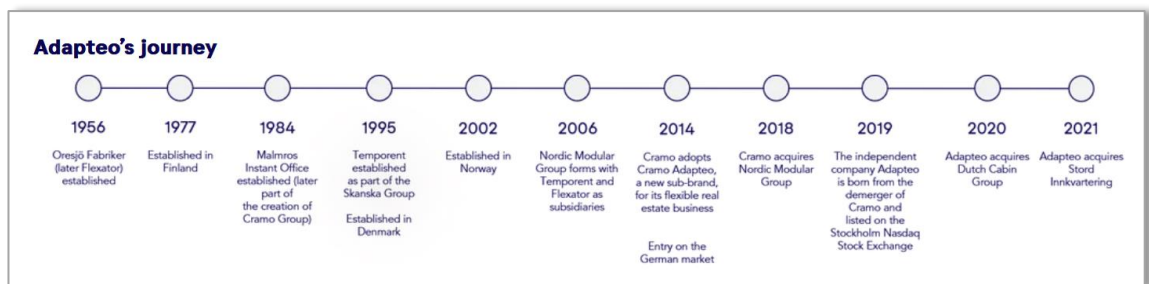 Adapteo's journey
1956
Oresjö Fabriker
(later Flexator)
established
1977
Established in
Finland
1984
Malmros
Instant Office
established (later
part of
the creation of
Cramo Group)
1995
Temporent
established
as part of the
Skanska Group
Established in
Denmark
2002
Established in
Norway
2006
Nordic Modular
Group forms with
Temporent and
Flexator as
subsidiaries
2014
Cramo adopts
Cramo Adapteo,
a new sub-brand,
for its flexible real
estate business
Entry on the
German market
2018
Cramo acquires
Nordic Modular
Group
2019
The independent
company Adapteo
is born from the
demerger of
Cramo and
listed on the
Stockholm Nasdaq
Stock Exchange
2020
Adapteo acquires
Dutch Cabin
Group
2021
Adapteo acquires
Stord
Innkvartering